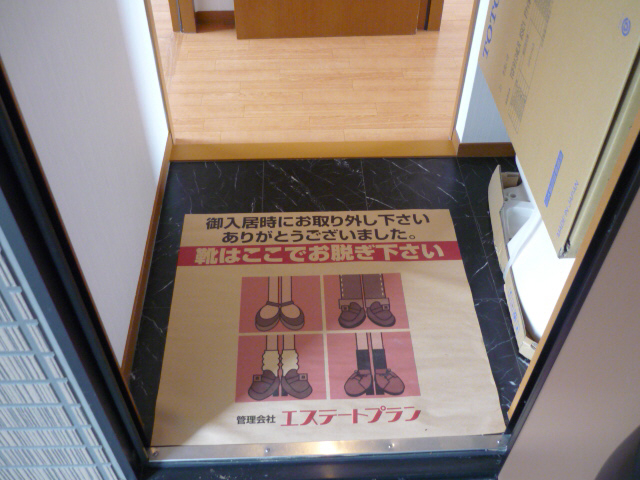 御入居時にお取り外し下さい
ありがとうございました。
靴はここでお脱ぎ下さい
管理会社 エステートプラン
TOTO